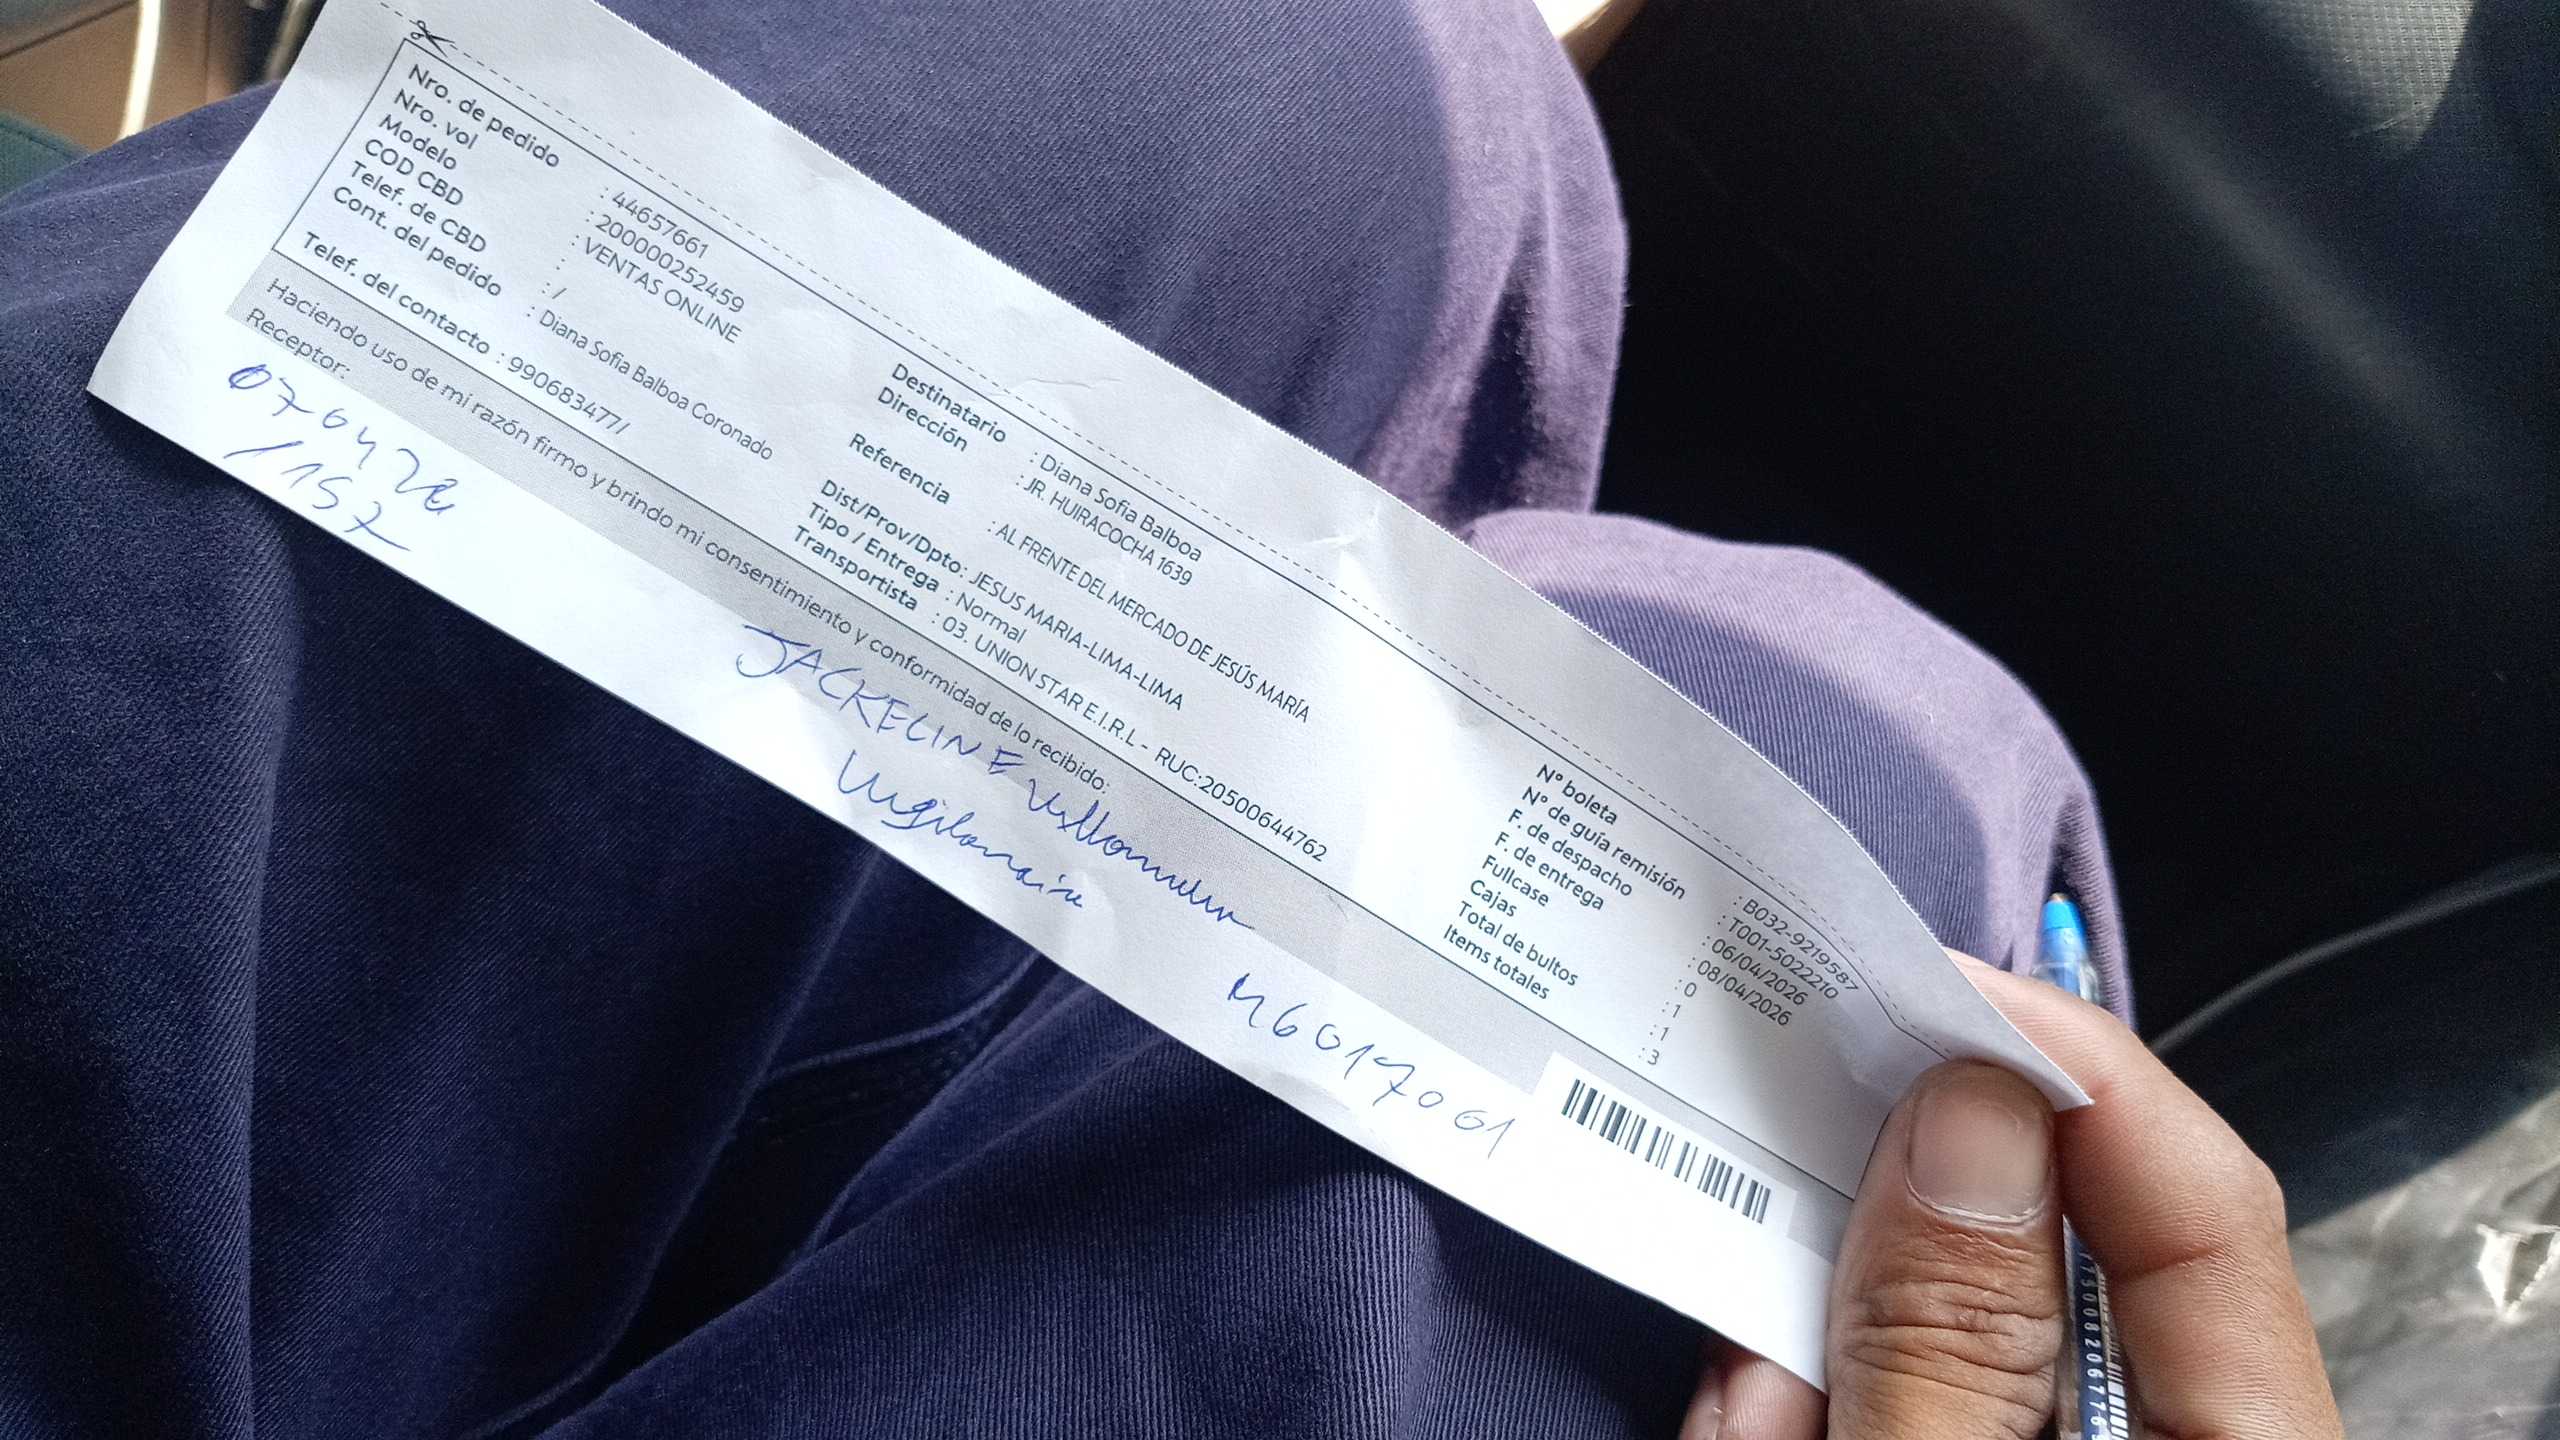 Nro. de pedido : 44657661
Nro. vol : 20000252459
Modelo : VENTAS ONLINE
COD CBD :
Telef. de CBD : /
Cont. del pedido : Diana Sofia Balboa Coronado
Telef. del contacto : 990683477/
Destinatario : Diana Sofia Balboa
Dirección : JR. HUIRACOCHA 1639
Referencia : AL FRENTE DEL MERCADO DE JESÚS MARÍA
Dist/Prov/Dpto: JESUS MARIA-LIMA-LIMA
Tipo / Entrega : Normal
Transportista : 03. UNION STAR E.I.R.L - RUC:20500644762
N° boleta : B032-9219587
N° de guía remisión : T001-5022210
F. de despacho : 06/04/2026
F. de entrega : 08/04/2026
Fullcase : 0
Cajas : 1
Total de bultos : 1
Items totales : 3
Haciendo uso de mi razón firmo y brindo mi consentimiento y conformidad de lo recibido:
Receptor:
JACKELINE
1157